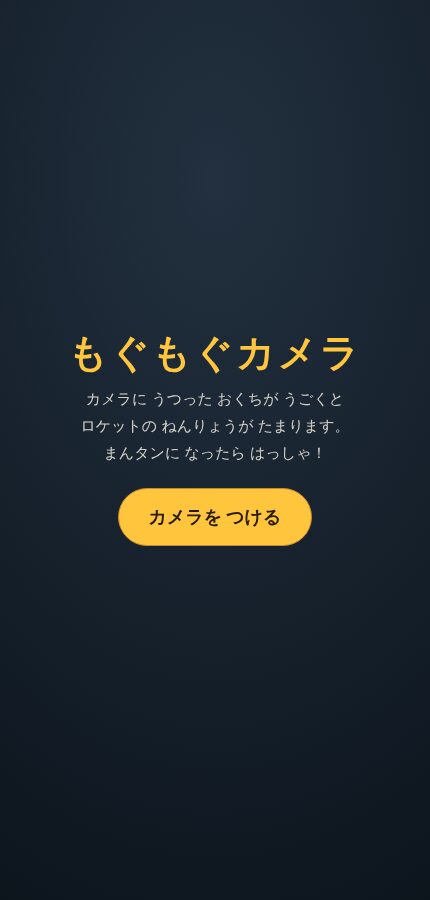 もぐもぐカメラ
カメラに うつった おくちが うごくと
ロケットの ねんりょうが たまります。
まんタンに なったら はっしゃ！
カメラを つける